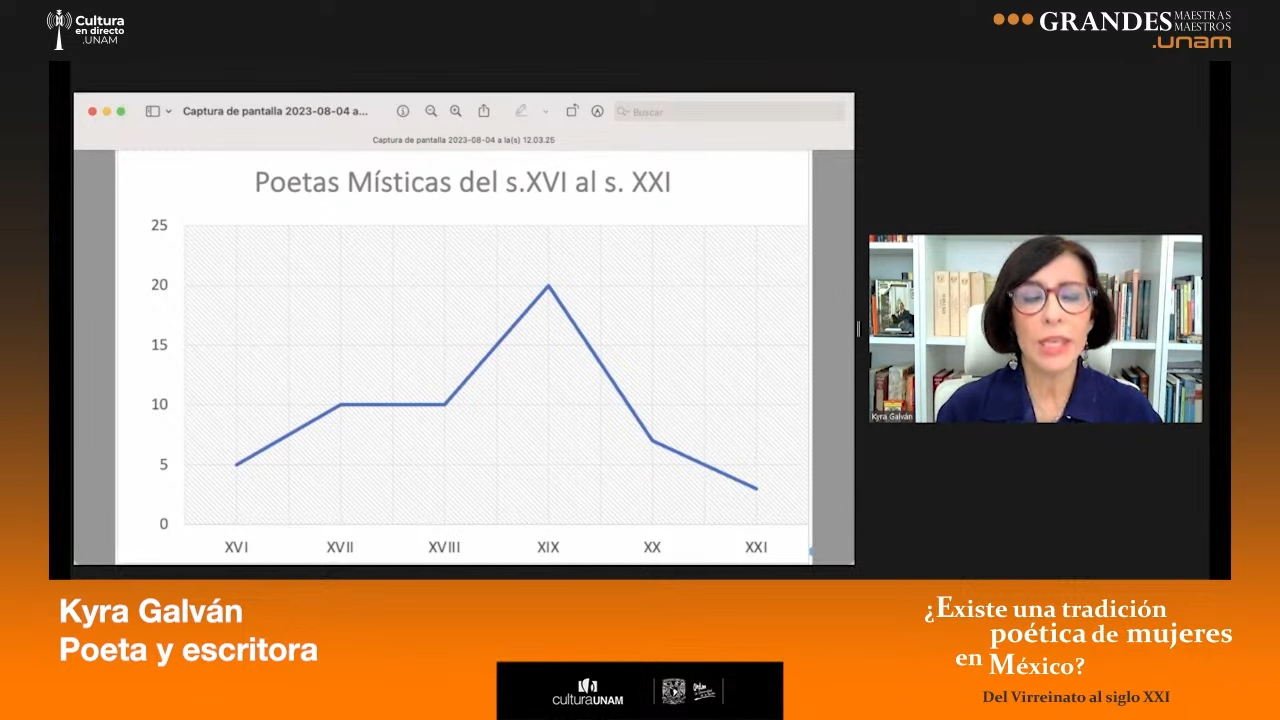 Cultura
en directo
.UNAM
GRANDES MAESTRAS MAESTROS
.unam
Captura de pantalla 2023-08-04 a...
Buscar
Captura de pantalla 2023-08-04 a la(s) 12.03.25
Poetas Místicas del s.XVI al s. XXI
25
20
15
10
5
0
XVI XVII XVIII XIX XX XXI
Kyra Galván
Kyra Galván
Poeta y escritora
¿Existe una tradición
poética de mujeres
en México?
Del Virreinato al siglo XXI
culturaUNAM